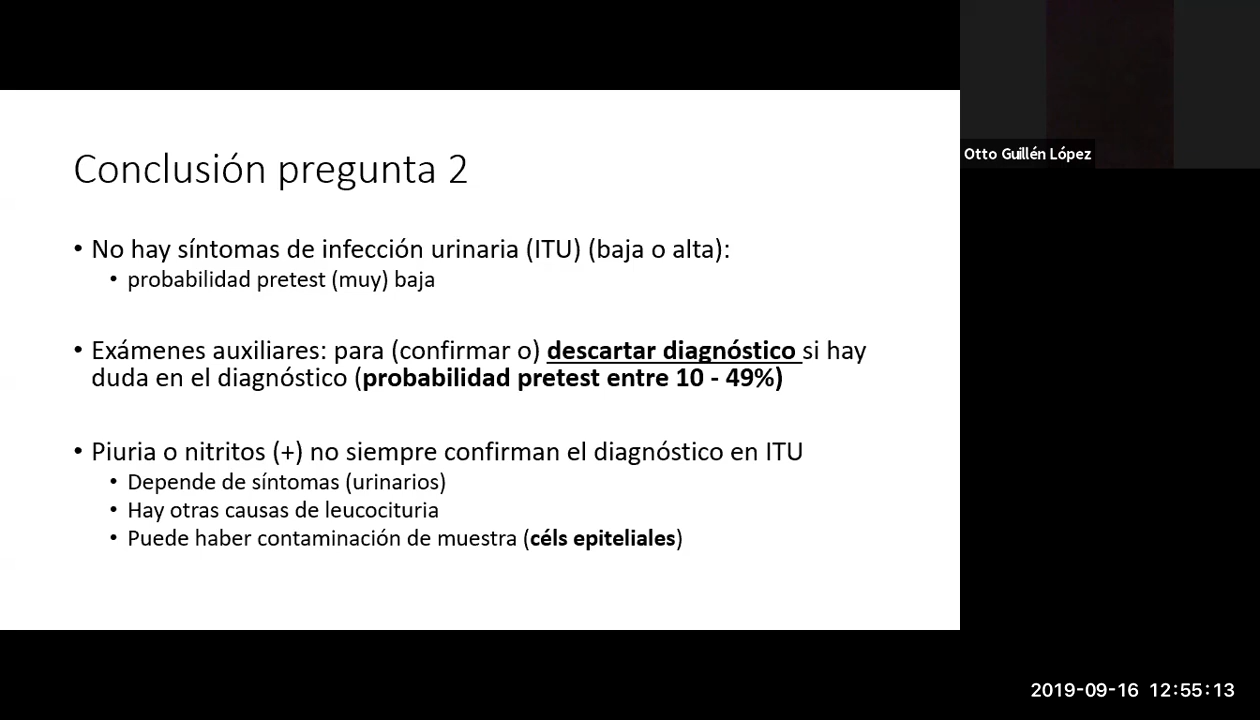 Conclusión pregunta 2
• No hay síntomas de infección urinaria (ITU) (baja o alta):
• probabilidad pretest (muy) baja
• Exámenes auxiliares: para (confirmar o) descartar diagnóstico si hay
duda en el diagnóstico (probabilidad pretest entre 10 - 49%)
• Piuria o nitritos (+) no siempre confirman el diagnóstico en ITU
• Depende de síntomas (urinarios)
• Hay otras causas de leucocituria
• Puede haber contaminación de muestra (céls epiteliales)
Otto Guillén López
2019-09-16 12:55:13